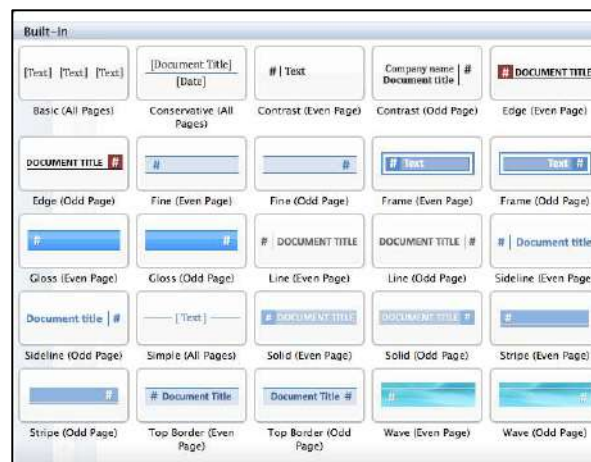 Built-In
[Text] [Text] [Text]
[Document Title]
[Date]
# | Text
Company name | #
Document title
# DOCUMENT TITLE
Basic (All Pages)
Conservative (All Pages)
Contrast (Even Page)
Contrast (Odd Page)
Edge (Even Page)
DOCUMENT TITLE #
#
#
# Text
Text #
Edge (Odd Page)
Fine (Even Page)
Fine (Odd Page)
Frame (Even Page)
Frame (Odd Page)
#
#
# | DOCUMENT TITLE
DOCUMENT TITLE | #
# | Document title
Gloss (Even Page)
Gloss (Odd Page)
Line (Even Page)
Line (Odd Page)
Sideline (Even Page
Document title | #
[Text]
# DOCUMENT TITLE
DOCUMENT TITLE #
#
Sideline (Odd Page)
Simple (All Pages)
Solid (Even Page)
Solid (Odd Page)
Stripe (Even Page)
#
# Document Title
Document Title #
#
#
Stripe (Odd Page)
Top Border (Even
Page)
Top Border (Odd
Page)
Wave (Even Page)
Wave (Odd Page)